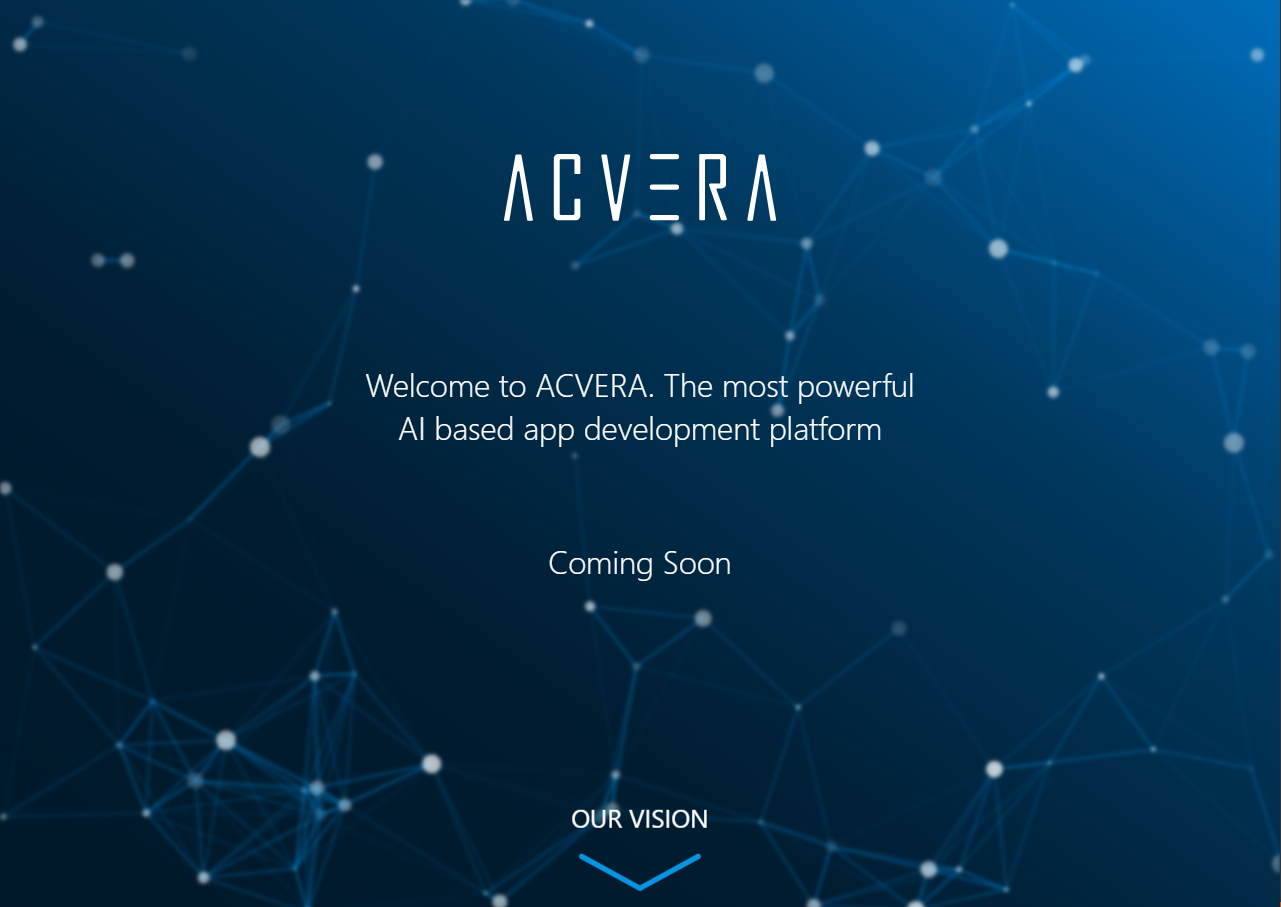 ACVERA
Welcome to ACVERA. The most powerful
AI based app development platform
Coming Soon
OUR VISION